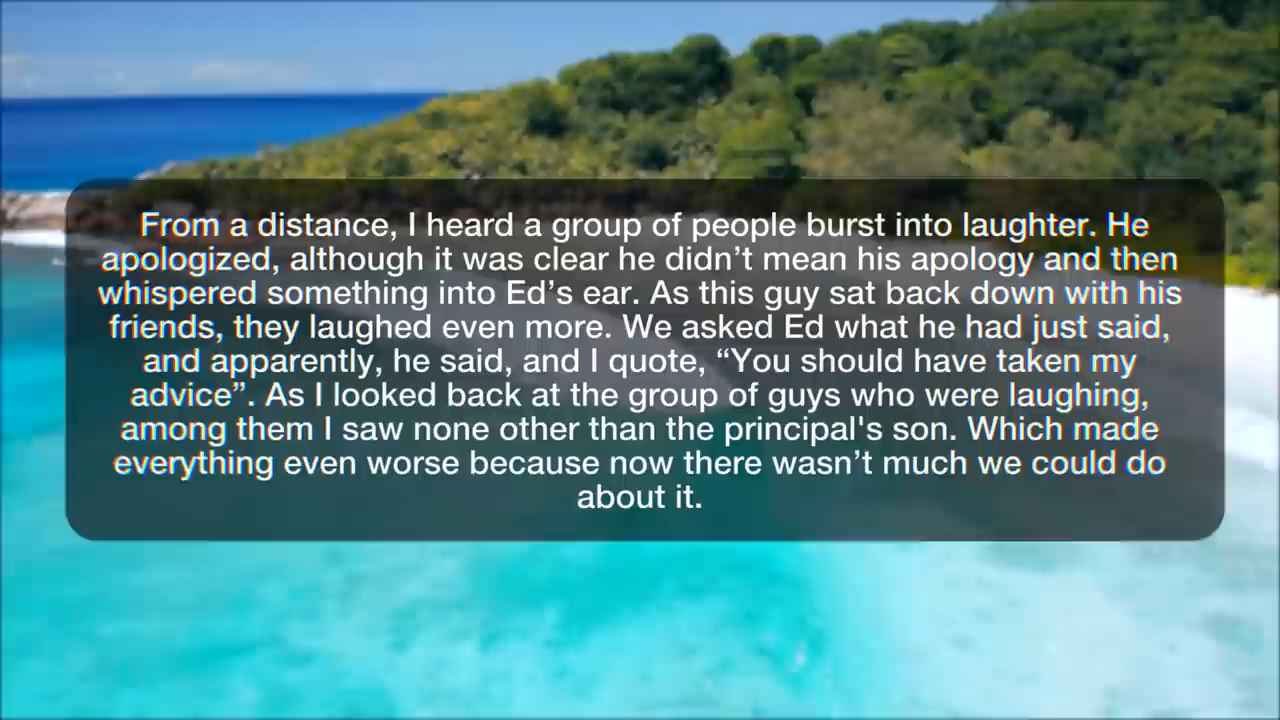 From a distance, I heard a group of people burst into laughter. He
apologized, although it was clear he didn’t mean his apology and then
whispered something into Ed’s ear. As this guy sat back down with his
friends, they laughed even more. We asked Ed what he had just said,
and apparently, he said, and I quote, “You should have taken my
advice”. As I looked back at the group of guys who were laughing,
among them I saw none other than the principal's son. Which made
everything even worse because now there wasn’t much we could do
about it.